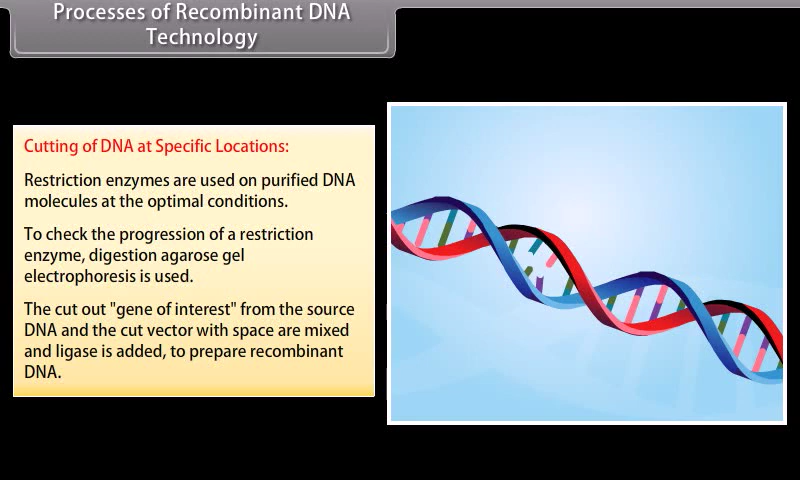 Processes of Recombinant DNA
Technology
Cutting of DNA at Specific Locations:
Restriction enzymes are used on purified DNA
molecules at the optimal conditions.
To check the progression of a restriction
enzyme, digestion agarose gel
electrophoresis is used.
The cut out "gene of interest" from the source
DNA and the cut vector with space are mixed
and ligase is added, to prepare recombinant
DNA.